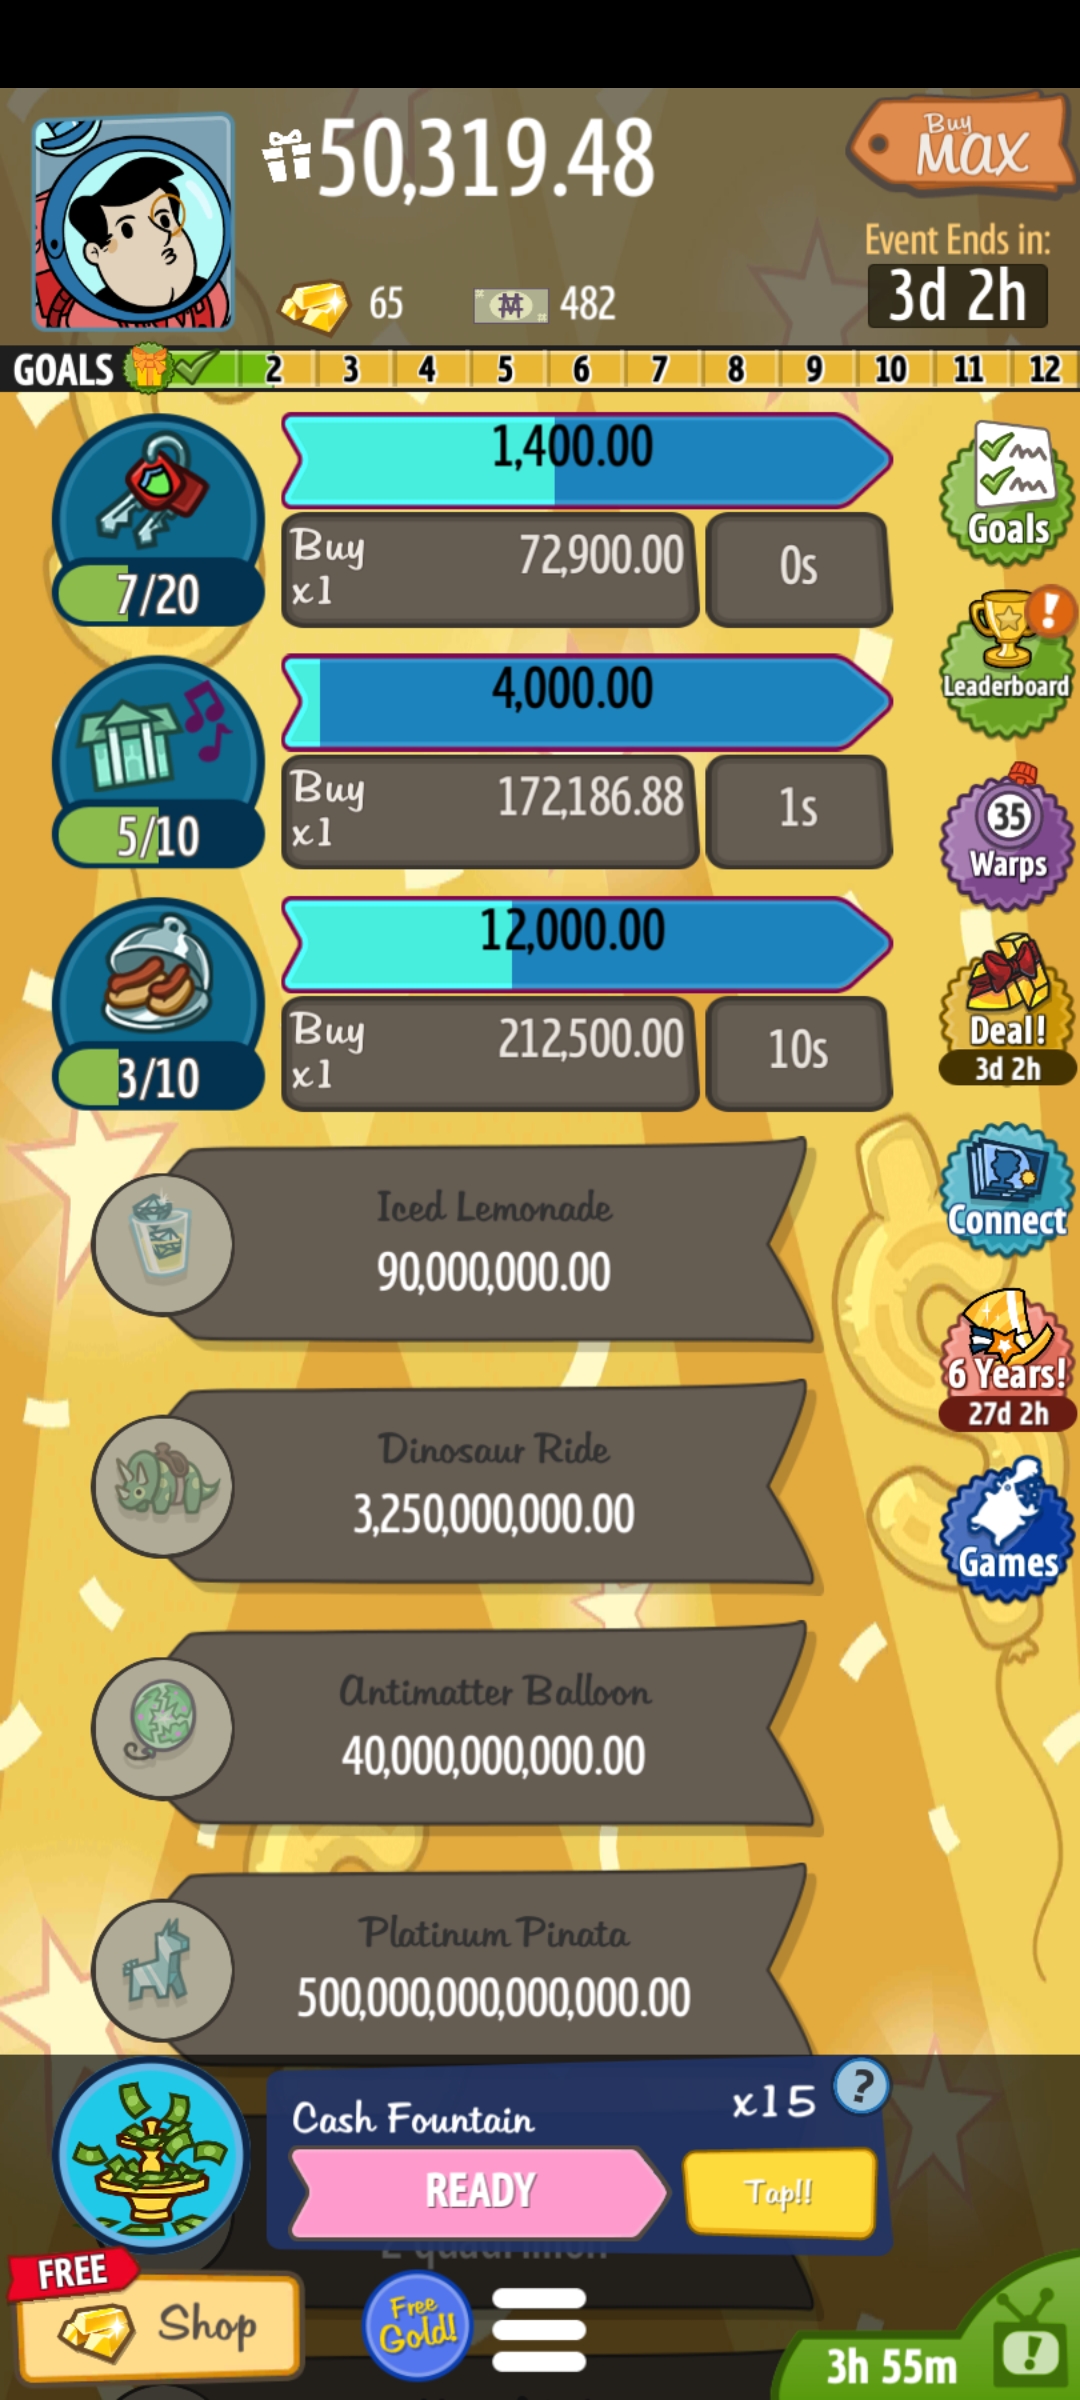 50,319.48
Buy
MAX
65
482
Event Ends in:
3d 2h
GOALS 2 3 4 5 6 7 8 9 10 11 12
1,400.00
Buy
x1
72,900.00
0s
7/20
Goals
4,000.00
Buy
x1
172,186.88
1s
5/10
Leaderboard
35
Warps
12,000.00
Buy
x1
212,500.00
10s
3/10
Deal!
3d 2h
Iced Lemonade
90,000,000.00
Connect
Dinosaur Ride
3,250,000,000.00
6 Years!
27d 2h
Games
Antimatter Balloon
40,000,000,000.00
Platinum Pinata
500,000,000,000,000.00
Cash Fountain
x15
?
READY
Tap!!
FREE
Shop
Free
Gold!
3h 55m